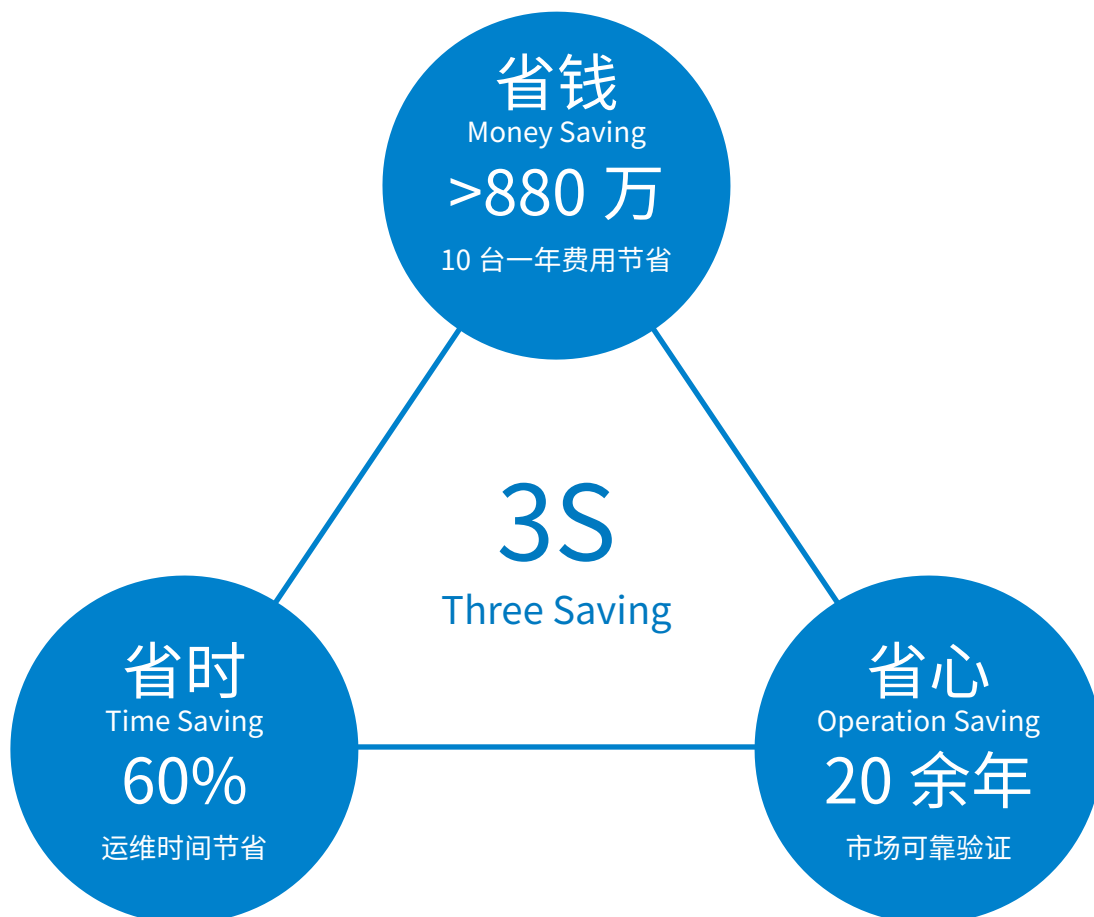 省钱
Money Saving
>880 万
10 台一年费用节省
3S
Three Saving
省时
Time Saving
60%
运维时间节省
省心
Operation Saving
20 余年
市场可靠验证